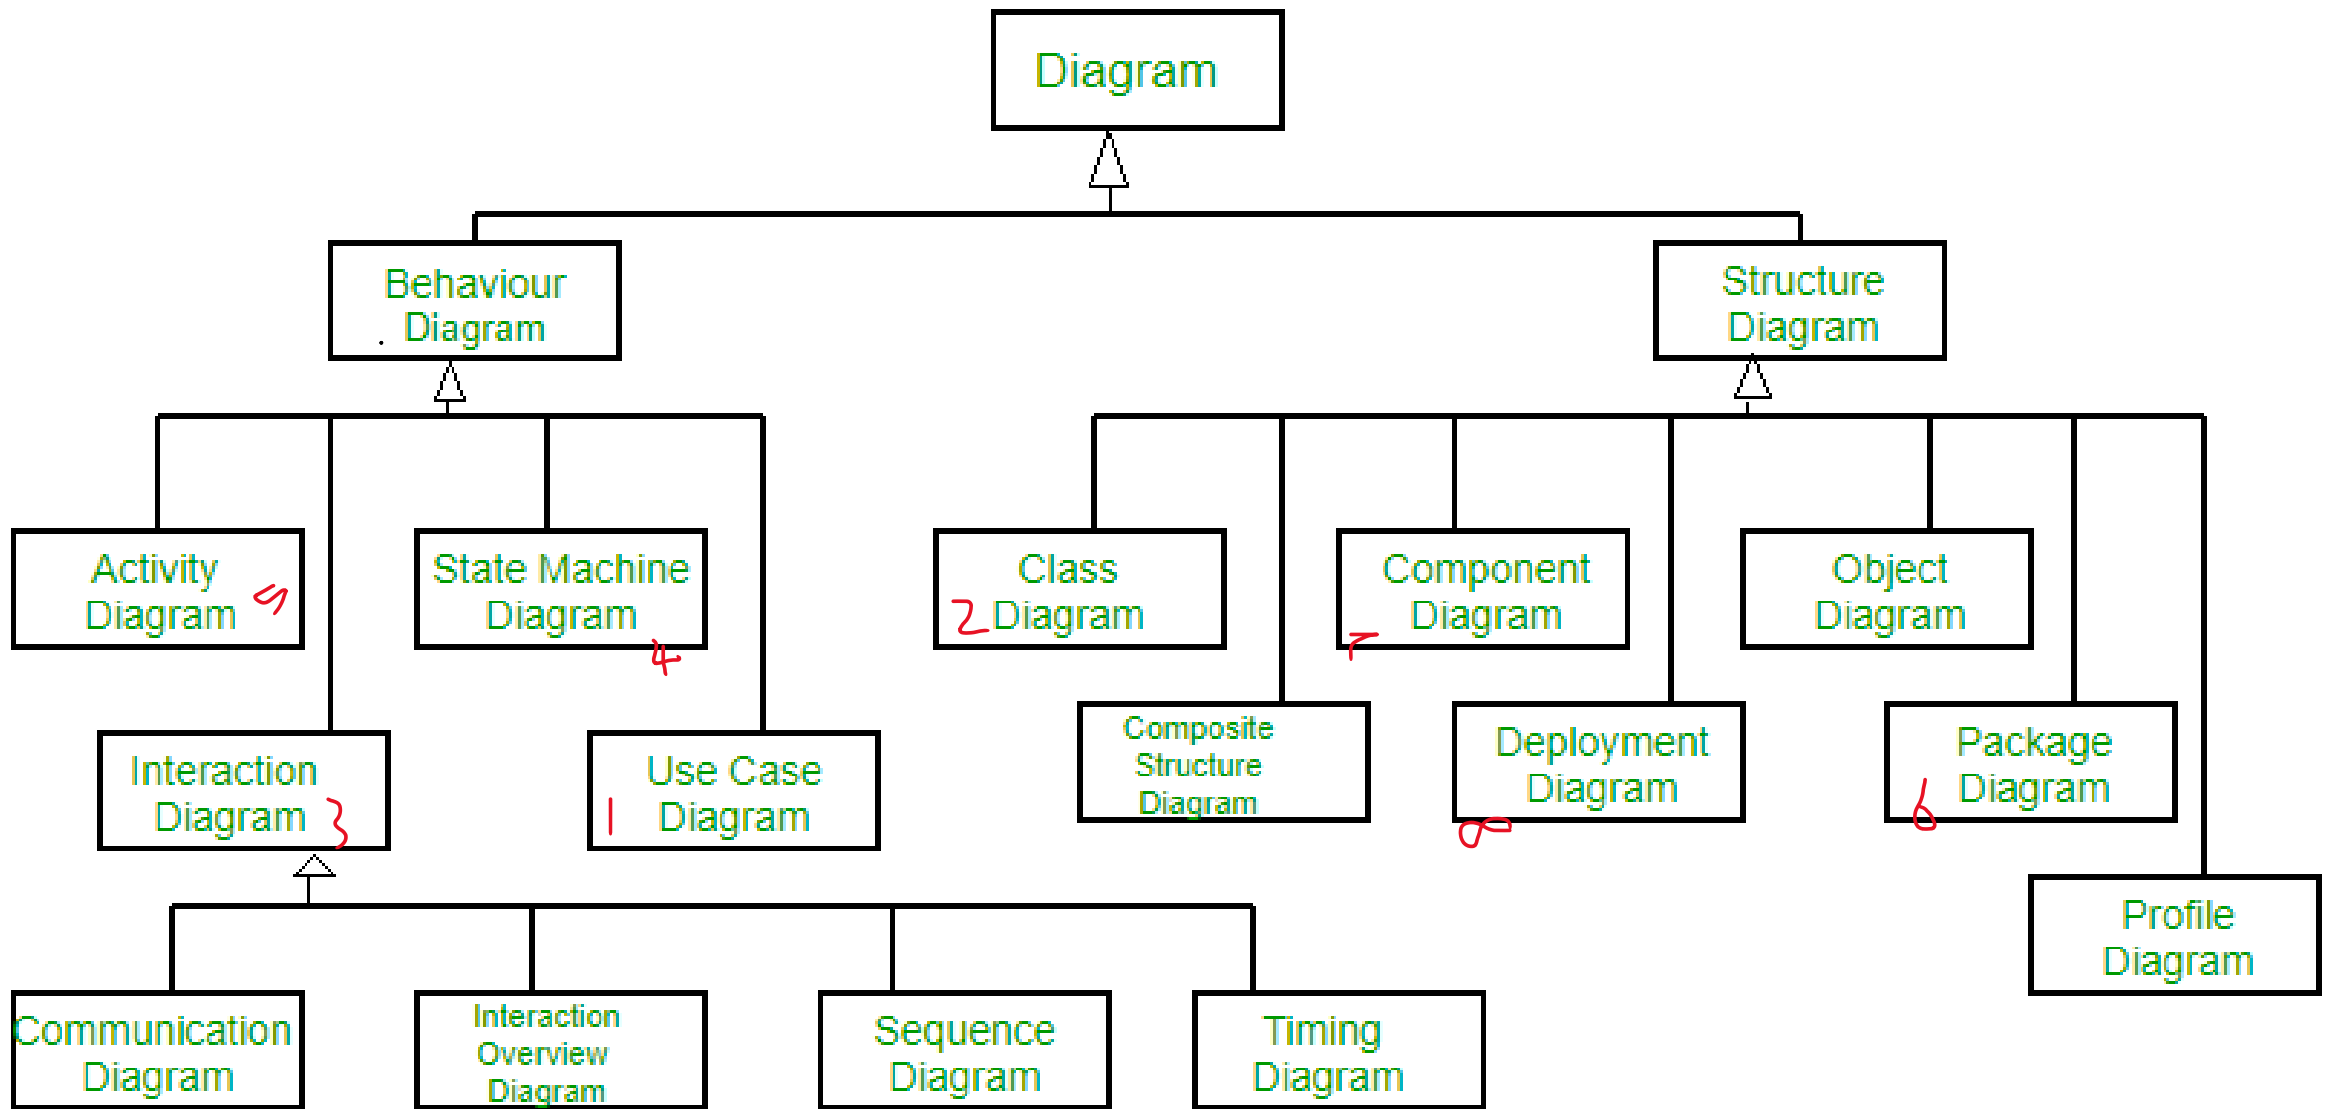 Diagram
Behaviour
Diagram
Structure
Diagram
Activity
Diagram
State Machine
Diagram
4
Class
2 Diagram
Component
Diagram
Object
Diagram
Interaction
Diagram 3
Use Case
1 Diagram
Composite
Structure
Diagram
Deployment
Diagram
8
Package
Diagram
6
Profile
Diagram
Communication
Diagram
Interaction
Overview
Diagram
Sequence
Diagram
Timing
Diagram